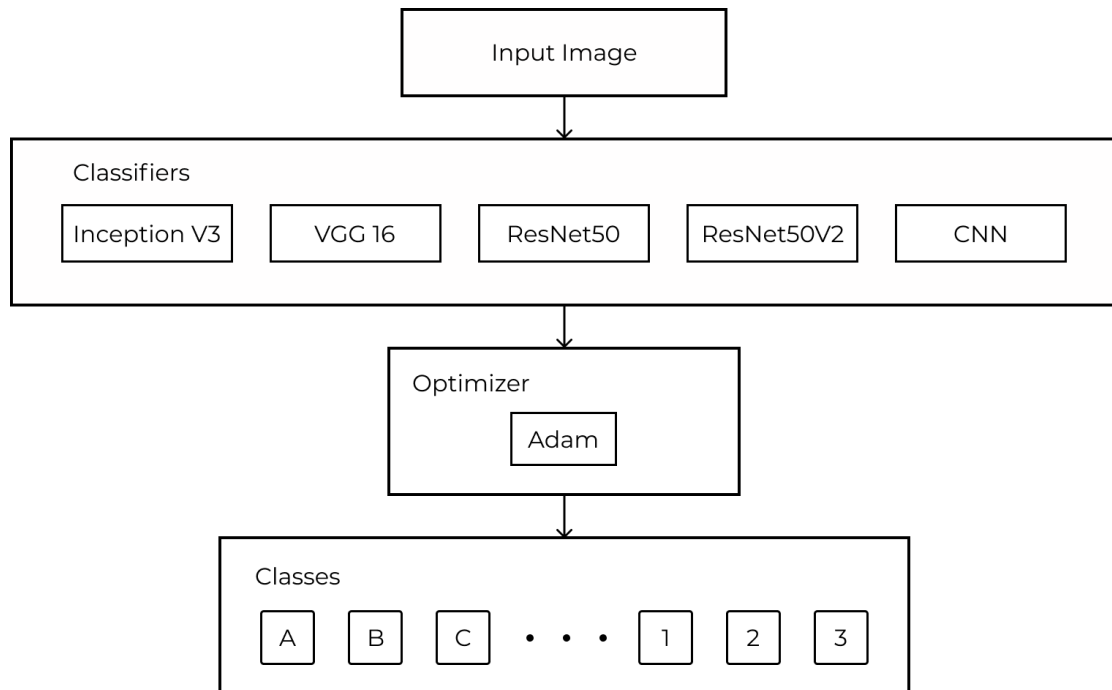 Input Image
Classifiers
Inception V3
VGG 16
ResNet50
ResNet50V2
CNN
Optimizer
Adam
Classes
A
B
C
• • •
1
2
3